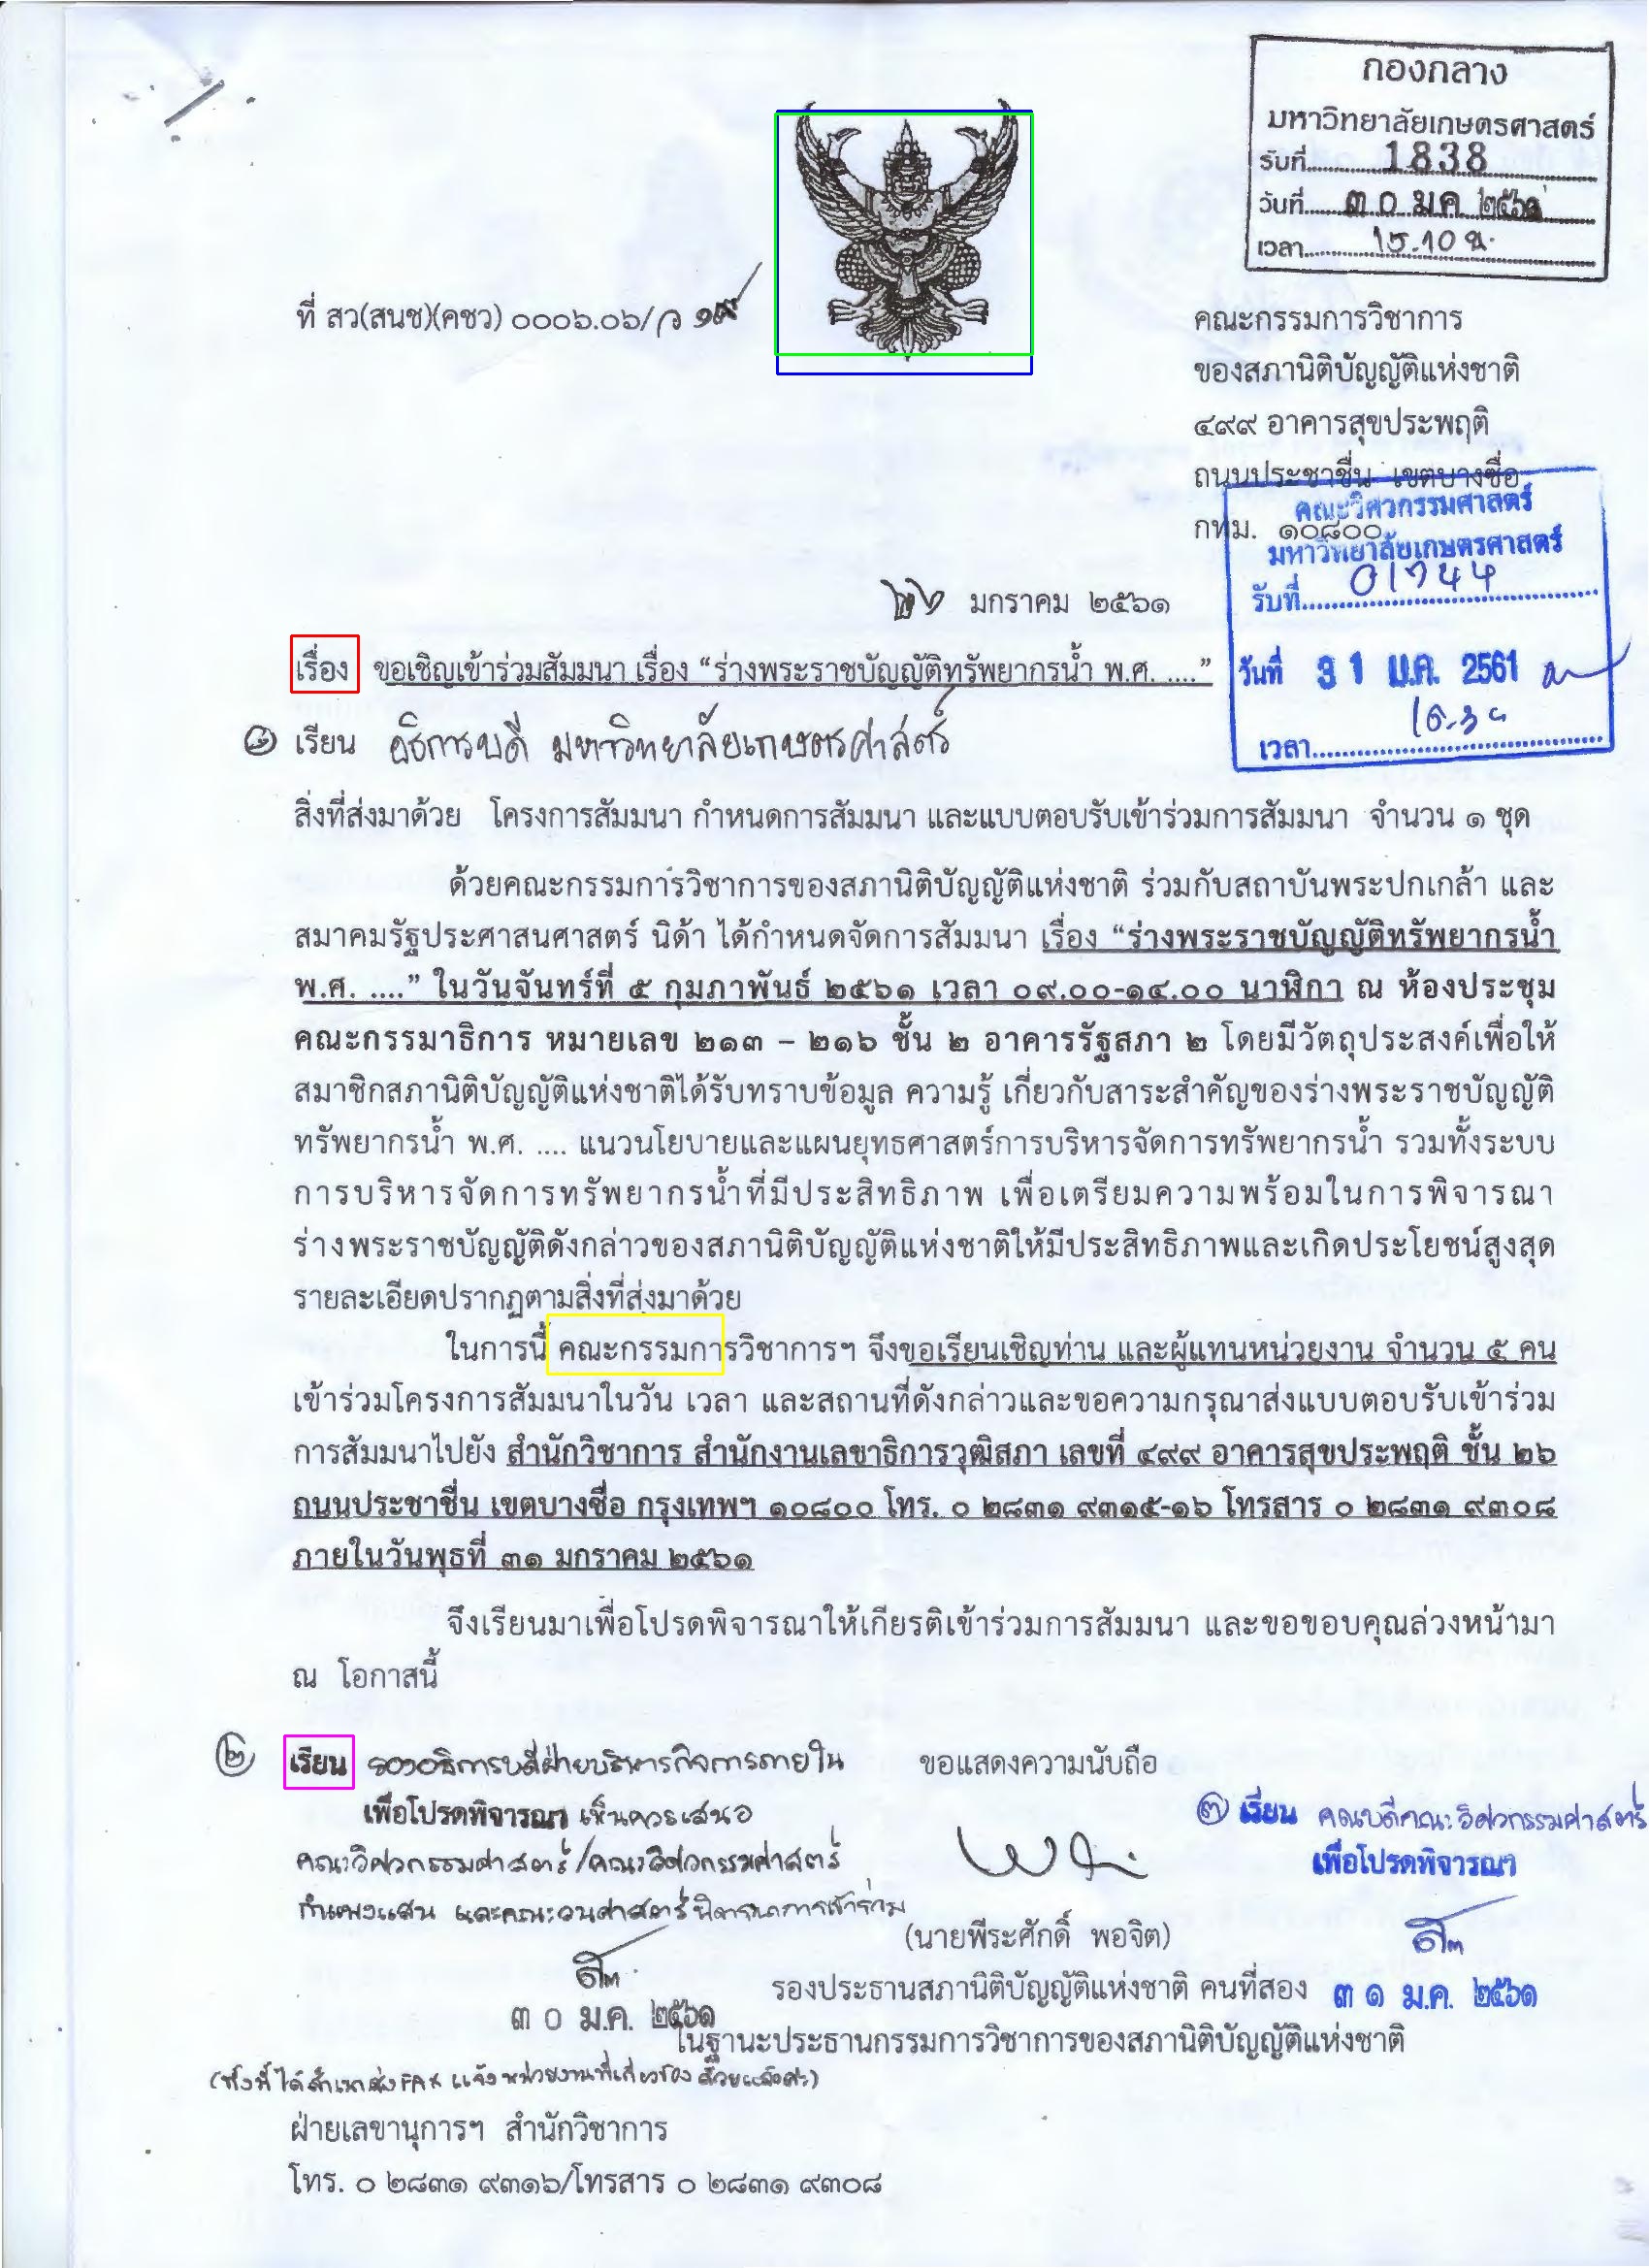 กองกลาง
มหาวิทยาลัยเกษตรศาสตร์
รับที่ 1838
วันที่ ๓๐ ม.ค. ๒๕๖๑
เวลา 15.10 น.
ที่ สว(สนช)(คชว) ๐๐๐๖.๐๖/ว ๑๙
คณะกรรมการวิชาการ
ของสภานิติบัญญัติแห่งชาติ
๔๙๙ อาคารสุขประพฤติ
ถนนประชาชื่น เขตบางซื่อ
กทม. ๑๐๘๐๐
คณะวิศวกรรมศาสตร์
มหาวิทยาลัยเกษตรศาสตร์
รับที่ 01744
วันที่ 31 ม.ค. 2561
เวลา
มกราคม ๒๕๖๑
เรื่อง ขอเชิญเข้าร่วมสัมมนา เรื่อง “ร่างพระราชบัญญัติทรัพยากรน้ำ พ.ศ. ....”
๑ เรียน อธิการบดี มหาวิทยาลัยเกษตรศาสตร์
สิ่งที่ส่งมาด้วย โครงการสัมมนา กำหนดการสัมมนา และแบบตอบรับเข้าร่วมการสัมมนา จำนวน ๑ ชุด
ด้วยคณะกรรมการวิชาการของสภานิติบัญญัติแห่งชาติ ร่วมกับสถาบันพระปกเกล้า และ
สมาคมรัฐประศาสนศาสตร์ นิด้า ได้กำหนดจัดการสัมมนา เรื่อง “ร่างพระราชบัญญัติทรัพยากรน้ำ
พ.ศ. ....” ในวันจันทร์ที่ ๕ กุมภาพันธ์ ๒๕๖๑ เวลา ๐๙.๐๐-๑๔.๐๐ นาฬิกา ณ ห้องประชุม
คณะกรรมาธิการ หมายเลข ๒๑๓ – ๒๑๖ ชั้น ๒ อาคารรัฐสภา ๒ โดยมีวัตถุประสงค์เพื่อให้
สมาชิกสภานิติบัญญัติแห่งชาติได้รับทราบข้อมูล ความรู้ เกี่ยวกับสาระสำคัญของร่างพระราชบัญญัติ
ทรัพยากรน้ำ พ.ศ. .... แนวนโยบายและแผนยุทธศาสตร์การบริหารจัดการทรัพยากรน้ำ รวมทั้งระบบ
การบริหารจัดการทรัพยากรน้ำที่มีประสิทธิภาพ เพื่อเตรียมความพร้อมในการพิจารณา
ร่างพระราชบัญญัติดังกล่าวของสภานิติบัญญัติแห่งชาติให้มีประสิทธิภาพและเกิดประโยชน์สูงสุด
รายละเอียดปรากฏตามสิ่งที่ส่งมาด้วย
ในการนี้ คณะกรรมการวิชาการฯ จึงขอเรียนเชิญท่าน และผู้แทนหน่วยงาน จำนวน ๕ คน
เข้าร่วมโครงการสัมมนาในวัน เวลา และสถานที่ดังกล่าวและขอความกรุณาส่งแบบตอบรับเข้าร่วม
การสัมมนาไปยัง สำนักวิชาการ สำนักงานเลขาธิการวุฒิสภา เลขที่ ๔๙๙ อาคารสุขประพฤติ ชั้น ๒๖
ถนนประชาชื่น เขตบางซื่อ กรุงเทพฯ ๑๐๘๐๐ โทร. ๐ ๒๘๓๑ ๙๓๑๕-๑๖ โทรสาร ๐ ๒๘๓๑ ๙๓๐๘
ภายในวันพุธที่ ๓๑ มกราคม ๒๕๖๑
จึงเรียนมาเพื่อโปรดพิจารณาให้เกียรติเข้าร่วมการสัมมนา และขอขอบคุณล่วงหน้ามา
ณ โอกาสนี้
๒ เรียน รองอธิการบดีฝ่ายบริหารกิจการภายใน
เพื่อโปรดพิจารณา เห็นควรเสนอ
คณะวิศวกรรมศาสตร์/คณะวิศวกรรมศาสตร์
กำแพงแสน และคณะวนศาสตร์ พิจารณาการเข้าร่วม
๓๐ ม.ค. ๒๕๖๑
ขอแสดงความนับถือ
(นายพีระศักดิ์ พอจิต)
รองประธานสภานิติบัญญัติแห่งชาติ คนที่สอง
ในฐานะประธานกรรมการวิชาการของสภานิติบัญญัติแห่งชาติ
๓ เรียน คณบดีคณะวิศวกรรมศาสตร์
เพื่อโปรดพิจารณา
๓๑ ม.ค. ๒๕๖๑
(ทั้งนี้ ได้สำเนาส่ง FAX แจ้งหน่วยงานที่เกี่ยวข้อง ด้วยแล้วค่ะ)
ฝ่ายเลขานุการฯ สำนักวิชาการ
โทร. ๐ ๒๘๓๑ ๙๓๑๖/โทรสาร ๐ ๒๘๓๑ ๙๓๐๘